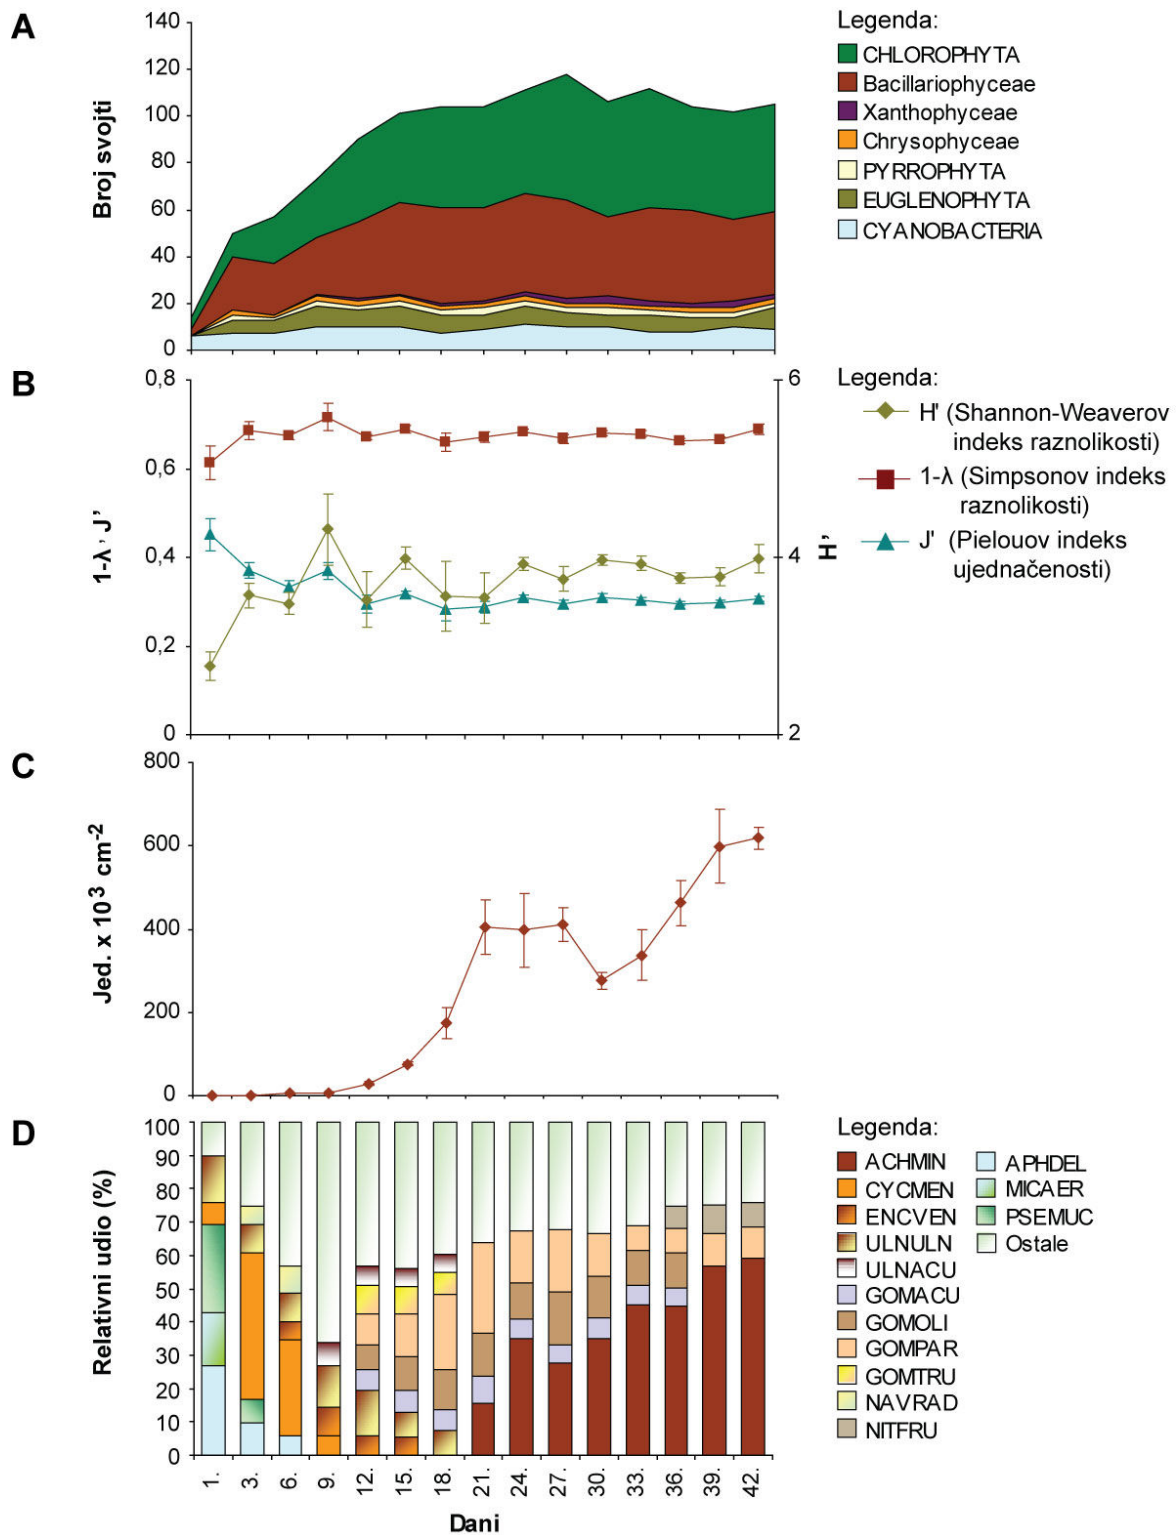 A
140
120
100
80
60
40
20
0
Broj svojti
Legenda:
CHLOROPHYTA
Bacillariophyceae
Xanthophyceae
Chrysophyceae
PYRROPHYTA
EUGLENOPHYTA
CYANOBACTERIA
B
0,8
0,6
0,4
0,2
0
1-λ , J’
6
4
2
H’
Legenda:
H' (Shannon-Weaverov
indeks raznolikosti)
1-λ (Simpsonov indeks
raznolikosti)
J' (Pielouov indeks
ujednačenosti)
C
800
600
400
200
0
Jed. x 10³ cm⁻²
D
100
90
80
70
60
50
40
30
20
10
0
Relativni udio (%)
1. 3. 6. 9. 12. 15. 18. 21. 24. 27. 30. 33. 36. 39. 42.
Dani
Legenda:
ACHMIN
CYCMEN
ENCVEN
ULNULN
ULNACU
GOMACU
GOMOLI
GOMPAR
GOMTRU
NAVRAD
NITFRU
APHDEL
MICAER
PSEMUC
Ostale